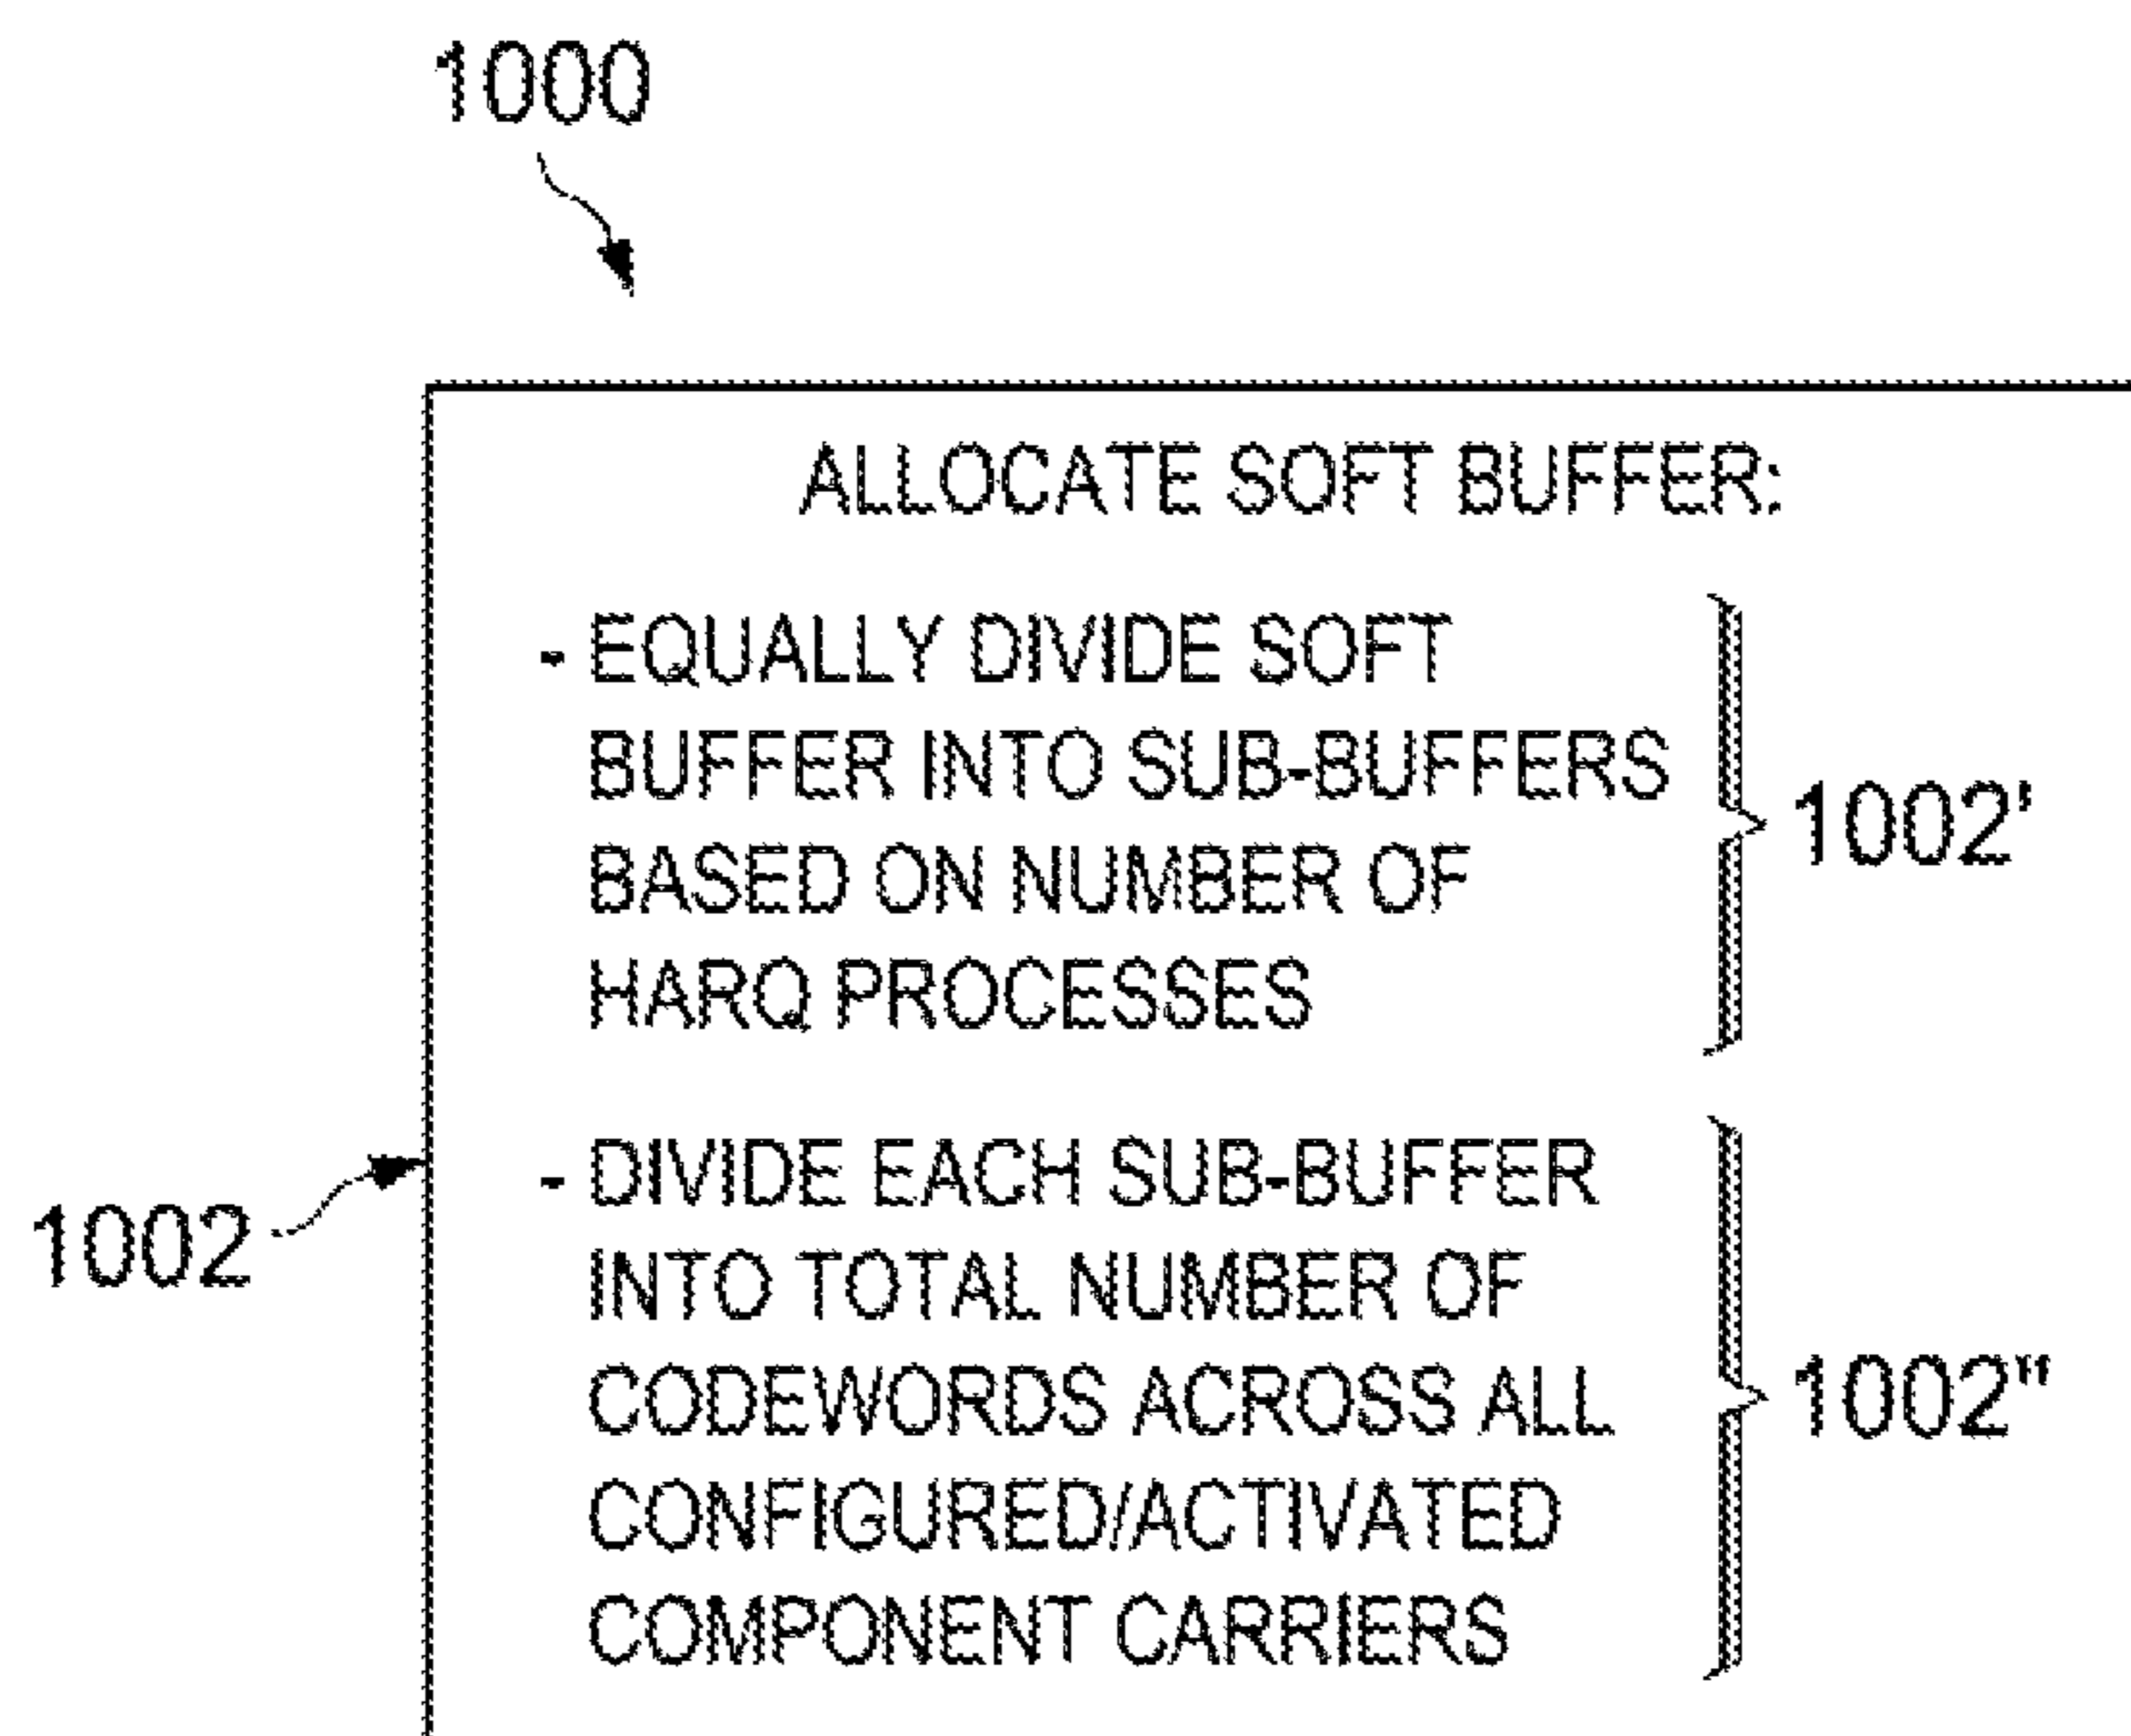 1000
ALLOCATE SOFT BUFFER:
- EQUALLY DIVIDE SOFT
BUFFER INTO SUB-BUFFERS
BASED ON NUMBER OF
HARQ PROCESSES
1002'
- DIVIDE EACH SUB-BUFFER
INTO TOTAL NUMBER OF
CODEWORDS ACROSS ALL
CONFIGURED/ACTIVATED
COMPONENT CARRIERS
1002"
1002